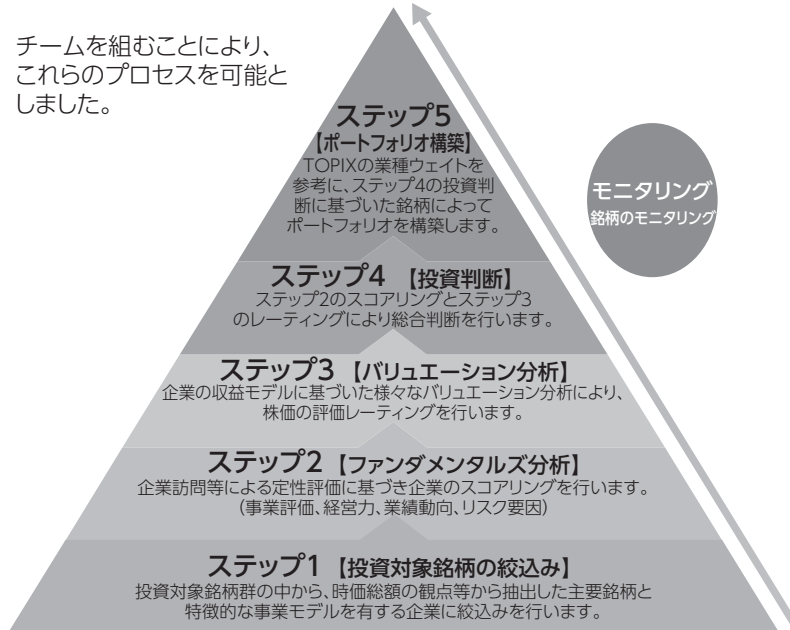 チームを組むことにより、
これらのプロセスを可能と
しました。
ステップ5
【ポートフォリオ構築】
TOPIXの業種ウェイトを
参考に、ステップ4の投資判
断に基づいた銘柄によって
ポートフォリオを構築します。
モニタリング
銘柄のモニタリング
ステップ4 【投資判断】
ステップ2のスコアリングとステップ3
のレーティングにより総合判断を行います。
ステップ3 【バリュエーション分析】
企業の収益モデルに基づいた様々なバリュエーション分析により、
株価の評価レーティングを行います。
ステップ2 【ファンダメンタルズ分析】
企業訪問等による定性評価に基づき企業のスコアリングを行います。
(事業評価、経営力、業績動向、リスク要因)
ステップ1 【投資対象銘柄の絞込み】
投資対象銘柄群の中から、時価総額の観点等から抽出した主要銘柄と
特徴的な事業モデルを有する企業に絞込みを行います。